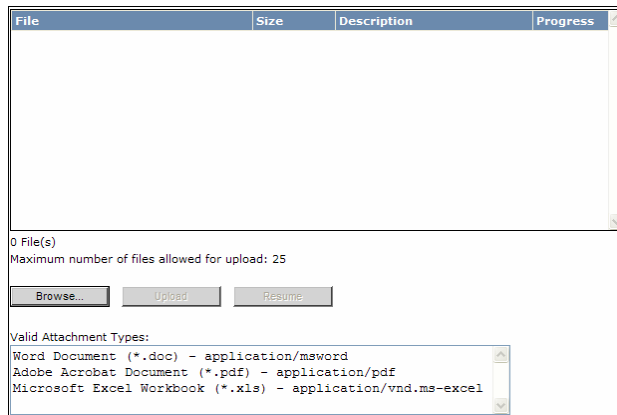 File Size Description Progress
0 File(s)
Maximum number of files allowed for upload: 25
Browse... Upload Resume
Valid Attachment Types:
Word Document (*.doc) - application/msword
Adobe Acrobat Document (*.pdf) - application/pdf
Microsoft Excel Workbook (*.xls) - application/vnd.ms-excel